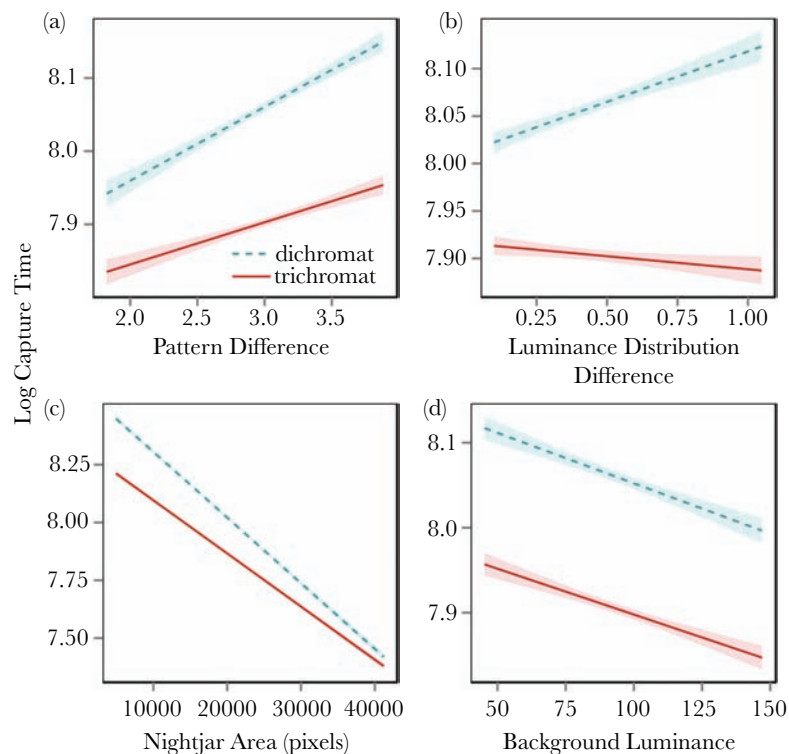 (a)
8.1
8.0
7.9
dichromat
trichromat
2.0 2.5 3.0 3.5
Pattern Difference
(b)
8.10
8.05
8.00
7.95
7.90
0.25 0.50 0.75 1.00
Luminance Distribution
Difference
Log Capture Time
(c)
8.25
8.00
7.75
7.50
10000 20000 30000 40000
Nightjar Area (pixels)
(d)
8.1
8.0
7.9
50 75 100 125 150
Background Luminance